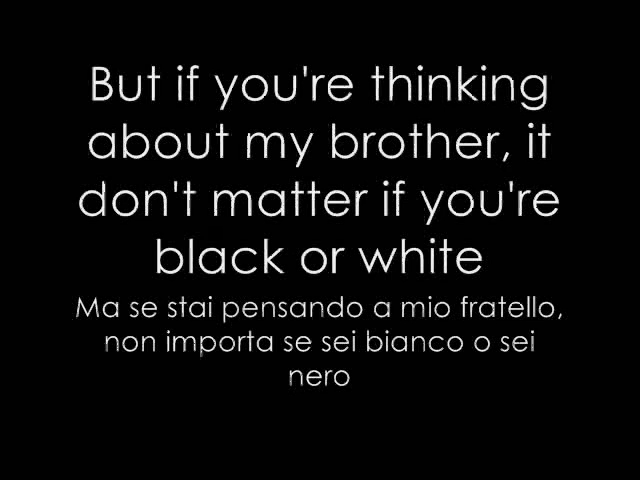 But if you're thinking
about my brother, it
don't matter if you're
black or white
Ma se stai pensando a mio fratello,
non importa se sei bianco o sei
nero